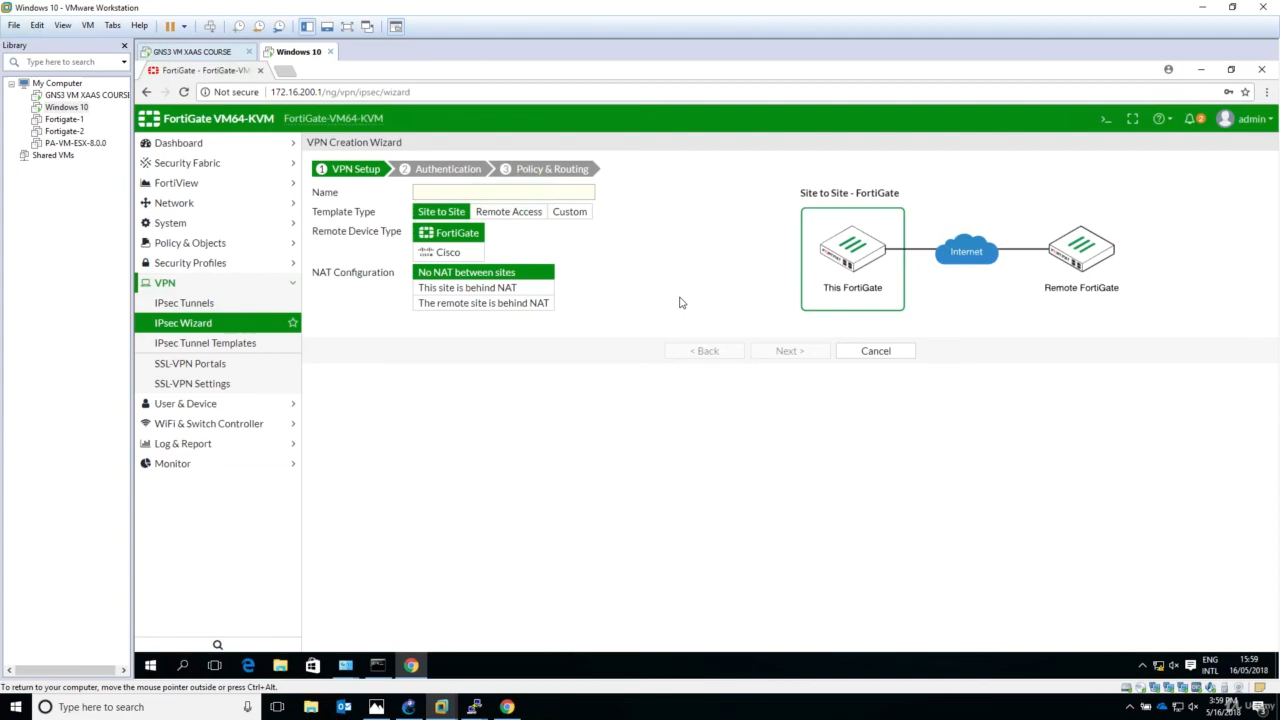 Windows 10 - VMware Workstation
File Edit View VM Tabs Help
Library
Type here to search
My Computer
GNS3 VM XAAS COURSE
Windows 10
Fortigate-1
Fortigate-2
PA-VM-ESX-8.0.0
Shared VMs
GNS3 VM XAAS COURSE
Windows 10
FortiGate - FortiGate-VM
Not secure 172.16.200.1/ng/vpn/ipsec/wizard
FortiGate VM64-KVM FortiGate-VM64-KVM
2 admin
Dashboard
Security Fabric
FortiView
Network
System
Policy & Objects
Security Profiles
VPN
IPsec Tunnels
IPsec Wizard
IPsec Tunnel Templates
SSL-VPN Portals
SSL-VPN Settings
User & Device
WiFi & Switch Controller
Log & Report
Monitor
VPN Creation Wizard
1 VPN Setup 2 Authentication 3 Policy & Routing
Name
Template Type Site to Site Remote Access Custom
Remote Device Type FortiGate
Cisco
NAT Configuration No NAT between sites
This site is behind NAT
The remote site is behind NAT
Site to Site - FortiGate
Internet
This FortiGate Remote FortiGate
< Back Next > Cancel
ENG 15:59
INTL 16/05/2018
To return to your computer, move the mouse pointer outside or press Ctrl+Alt.
Type here to search
3:59 PM
5/16/2018
Udemy